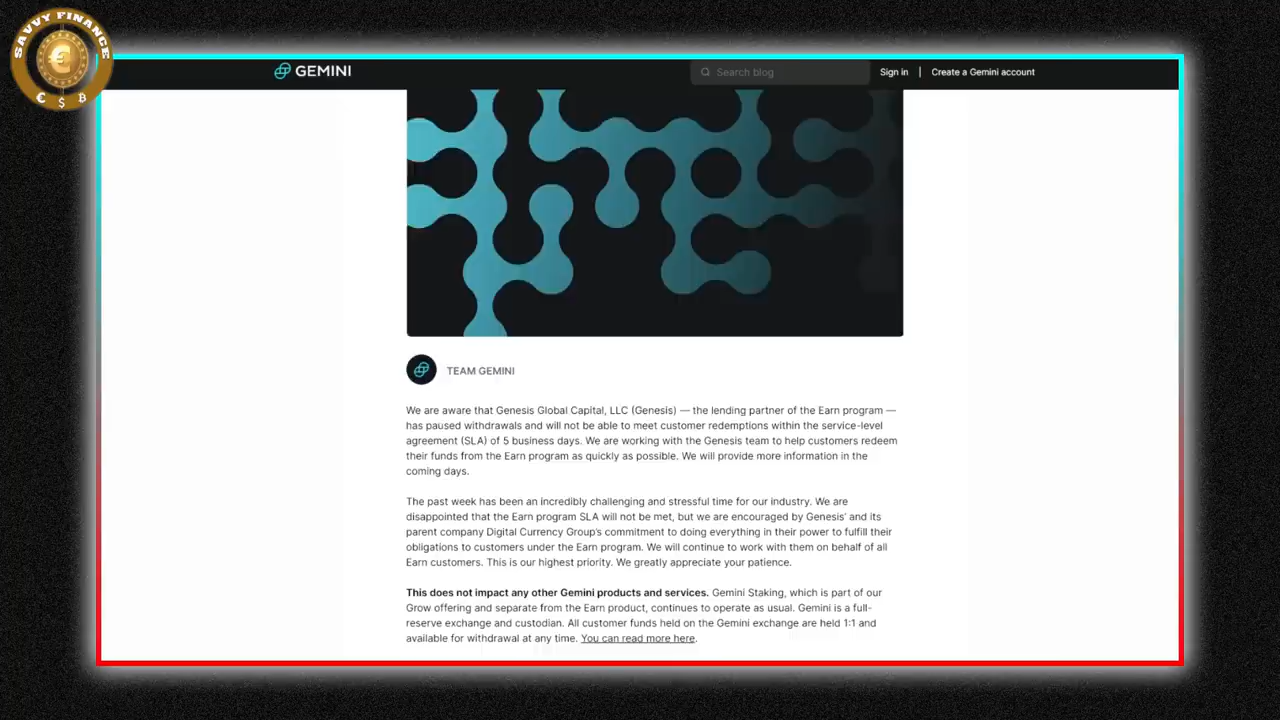 SAVVY FINANCE
€ $ B
GEMINI
Search blog
Sign in | Create a Gemini account
TEAM GEMINI
We are aware that Genesis Global Capital, LLC (Genesis) — the lending partner of the Earn program —
has paused withdrawals and will not be able to meet customer redemptions within the service-level
agreement (SLA) of 5 business days. We are working with the Genesis team to help customers redeem
their funds from the Earn program as quickly as possible. We will provide more information in the
coming days.
The past week has been an incredibly challenging and stressful time for our industry. We are
disappointed that the Earn program SLA will not be met, but we are encouraged by Genesis' and its
parent company Digital Currency Group's commitment to doing everything in their power to fulfill their
obligations to customers under the Earn program. We will continue to work with them on behalf of all
Earn customers. This is our highest priority. We greatly appreciate your patience.
This does not impact any other Gemini products and services. Gemini Staking, which is part of our
Grow offering and separate from the Earn product, continues to operate as usual. Gemini is a full-
reserve exchange and custodian. All customer funds held on the Gemini exchange are held 1:1 and
available for withdrawal at any time. You can read more here.